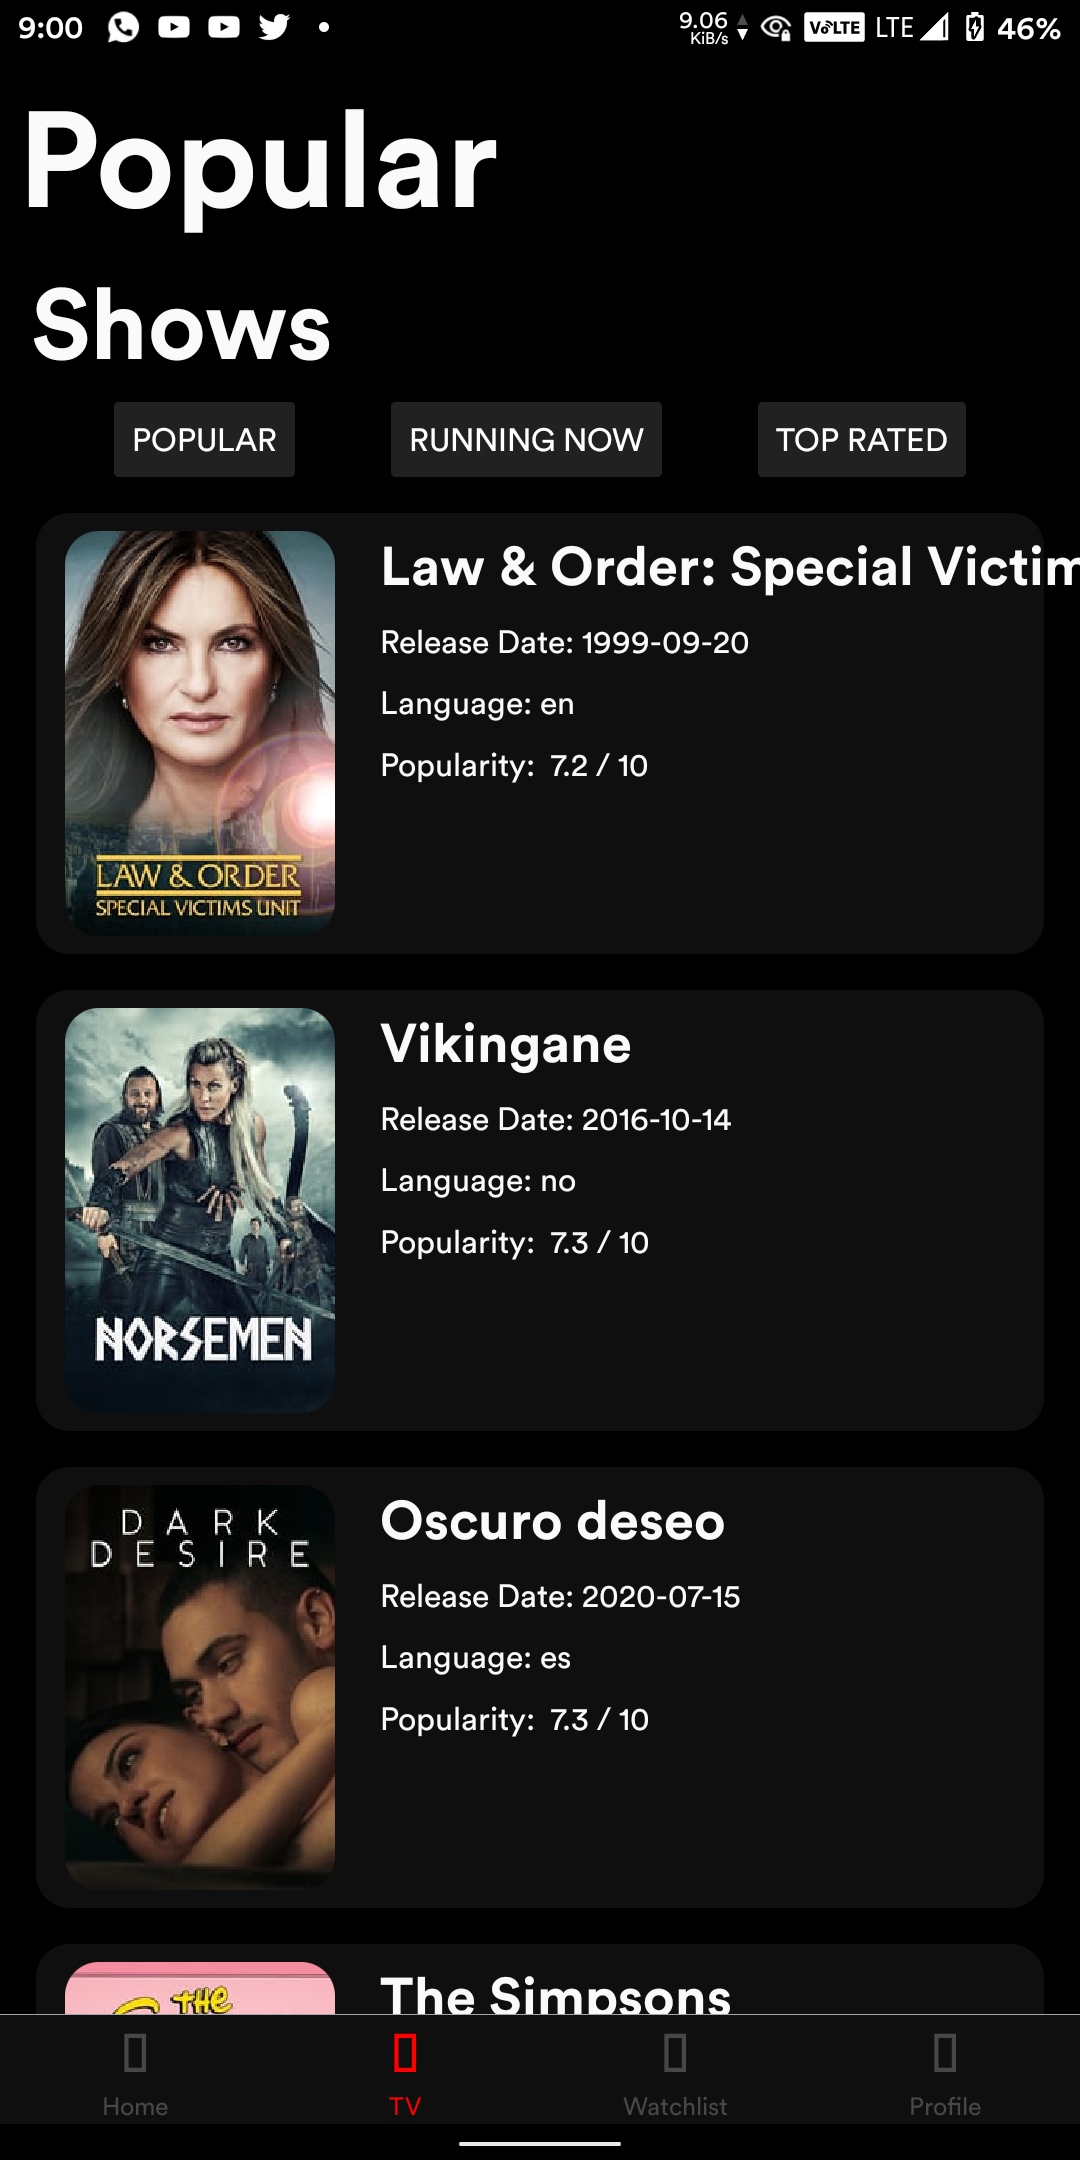 9:00
9.06
KiB/s
VoLTE
LTE
46%
Popular
Shows
POPULAR
RUNNING NOW
TOP RATED
Law & Order: Special Victim
Release Date: 1999-09-20
Language: en
Popularity: 7.2 / 10
LAW & ORDER
SPECIAL VICTIMS UNIT
Vikingane
Release Date: 2016-10-14
Language: no
Popularity: 7.3 / 10
NORSEMEN
DARK
DESIRE
Oscuro deseo
Release Date: 2020-07-15
Language: es
Popularity: 7.3 / 10
THE
The Simpsons
Home
TV
Watchlist
Profile